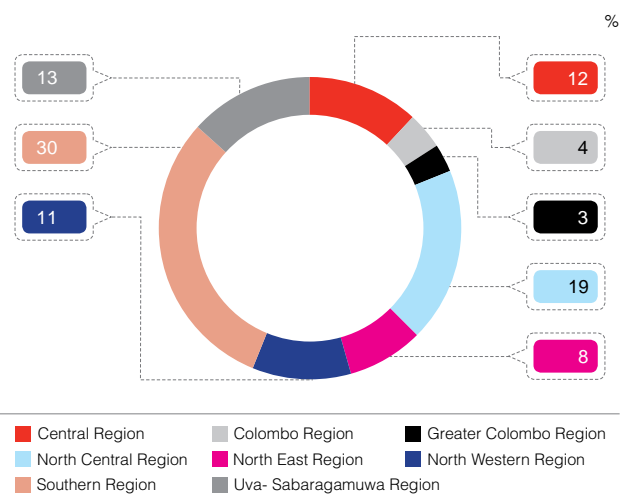 %
13
12
30
4
11
3
19
8
Central Region
Colombo Region
Greater Colombo Region
North Central Region
North East Region
North Western Region
Southern Region
Uva- Sabaragamuwa Region